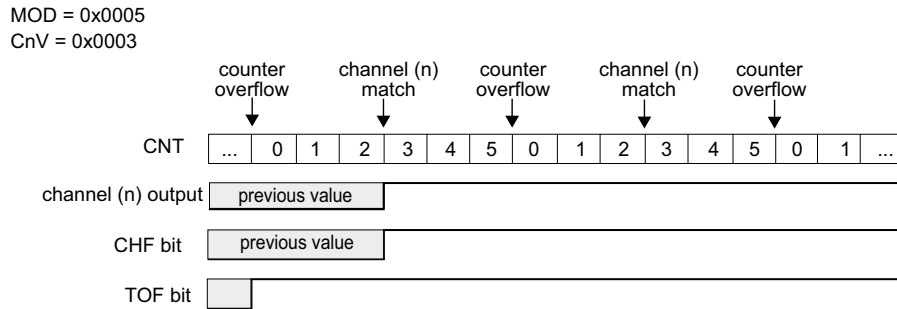 MOD = 0x0005
CnV = 0x0003
counter overflow
channel (n) match
counter overflow
channel (n) match
counter overflow
CNT ... 0 1 2 3 4 5 0 1 2 3 4 5 0 1 ...
channel (n) output previous value
CHF bit previous value
TOF bit